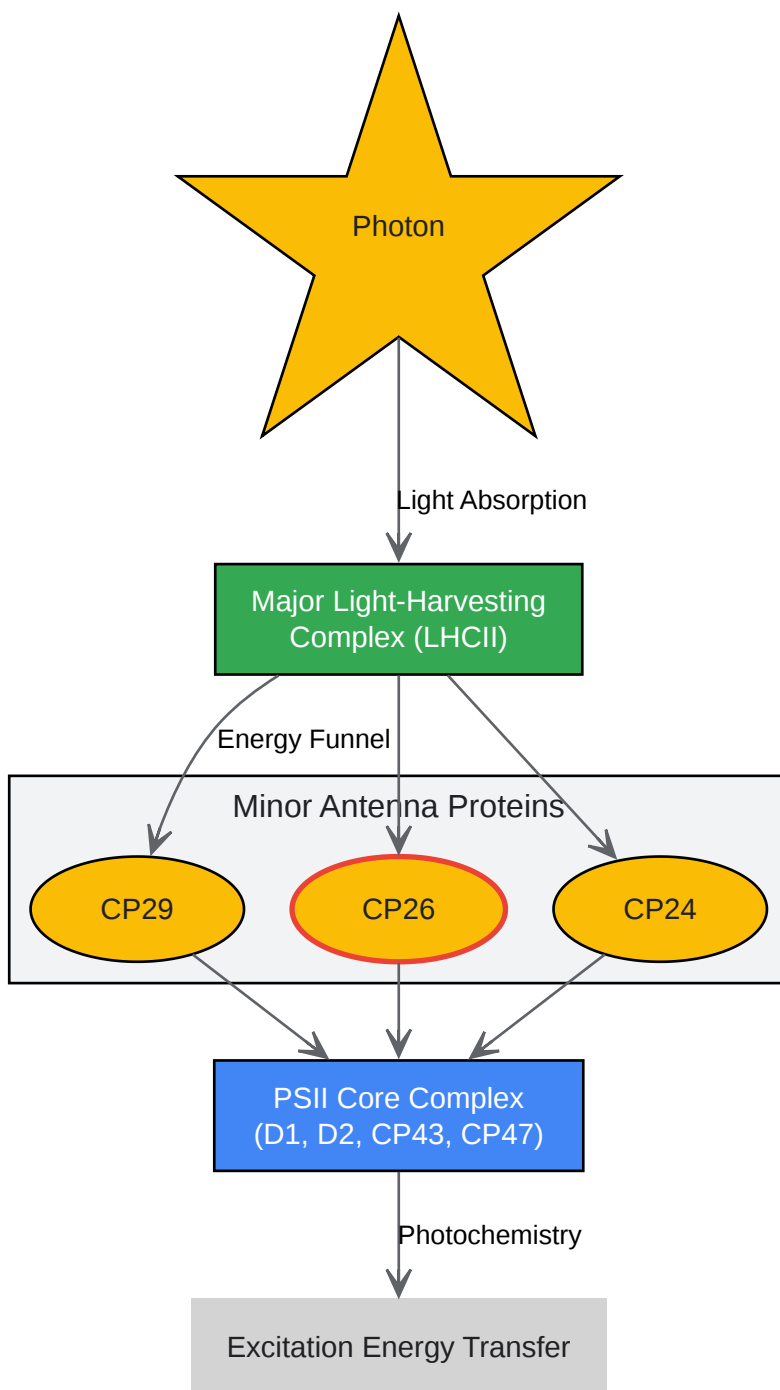 Photon
Light Absorption
Major Light-Harvesting
Complex (LHCII)
Energy Funnel
Minor Antenna Proteins
CP29
CP26
CP24
PSII Core Complex
(D1, D2, CP43, CP47)
Photochemistry
Excitation Energy Transfer